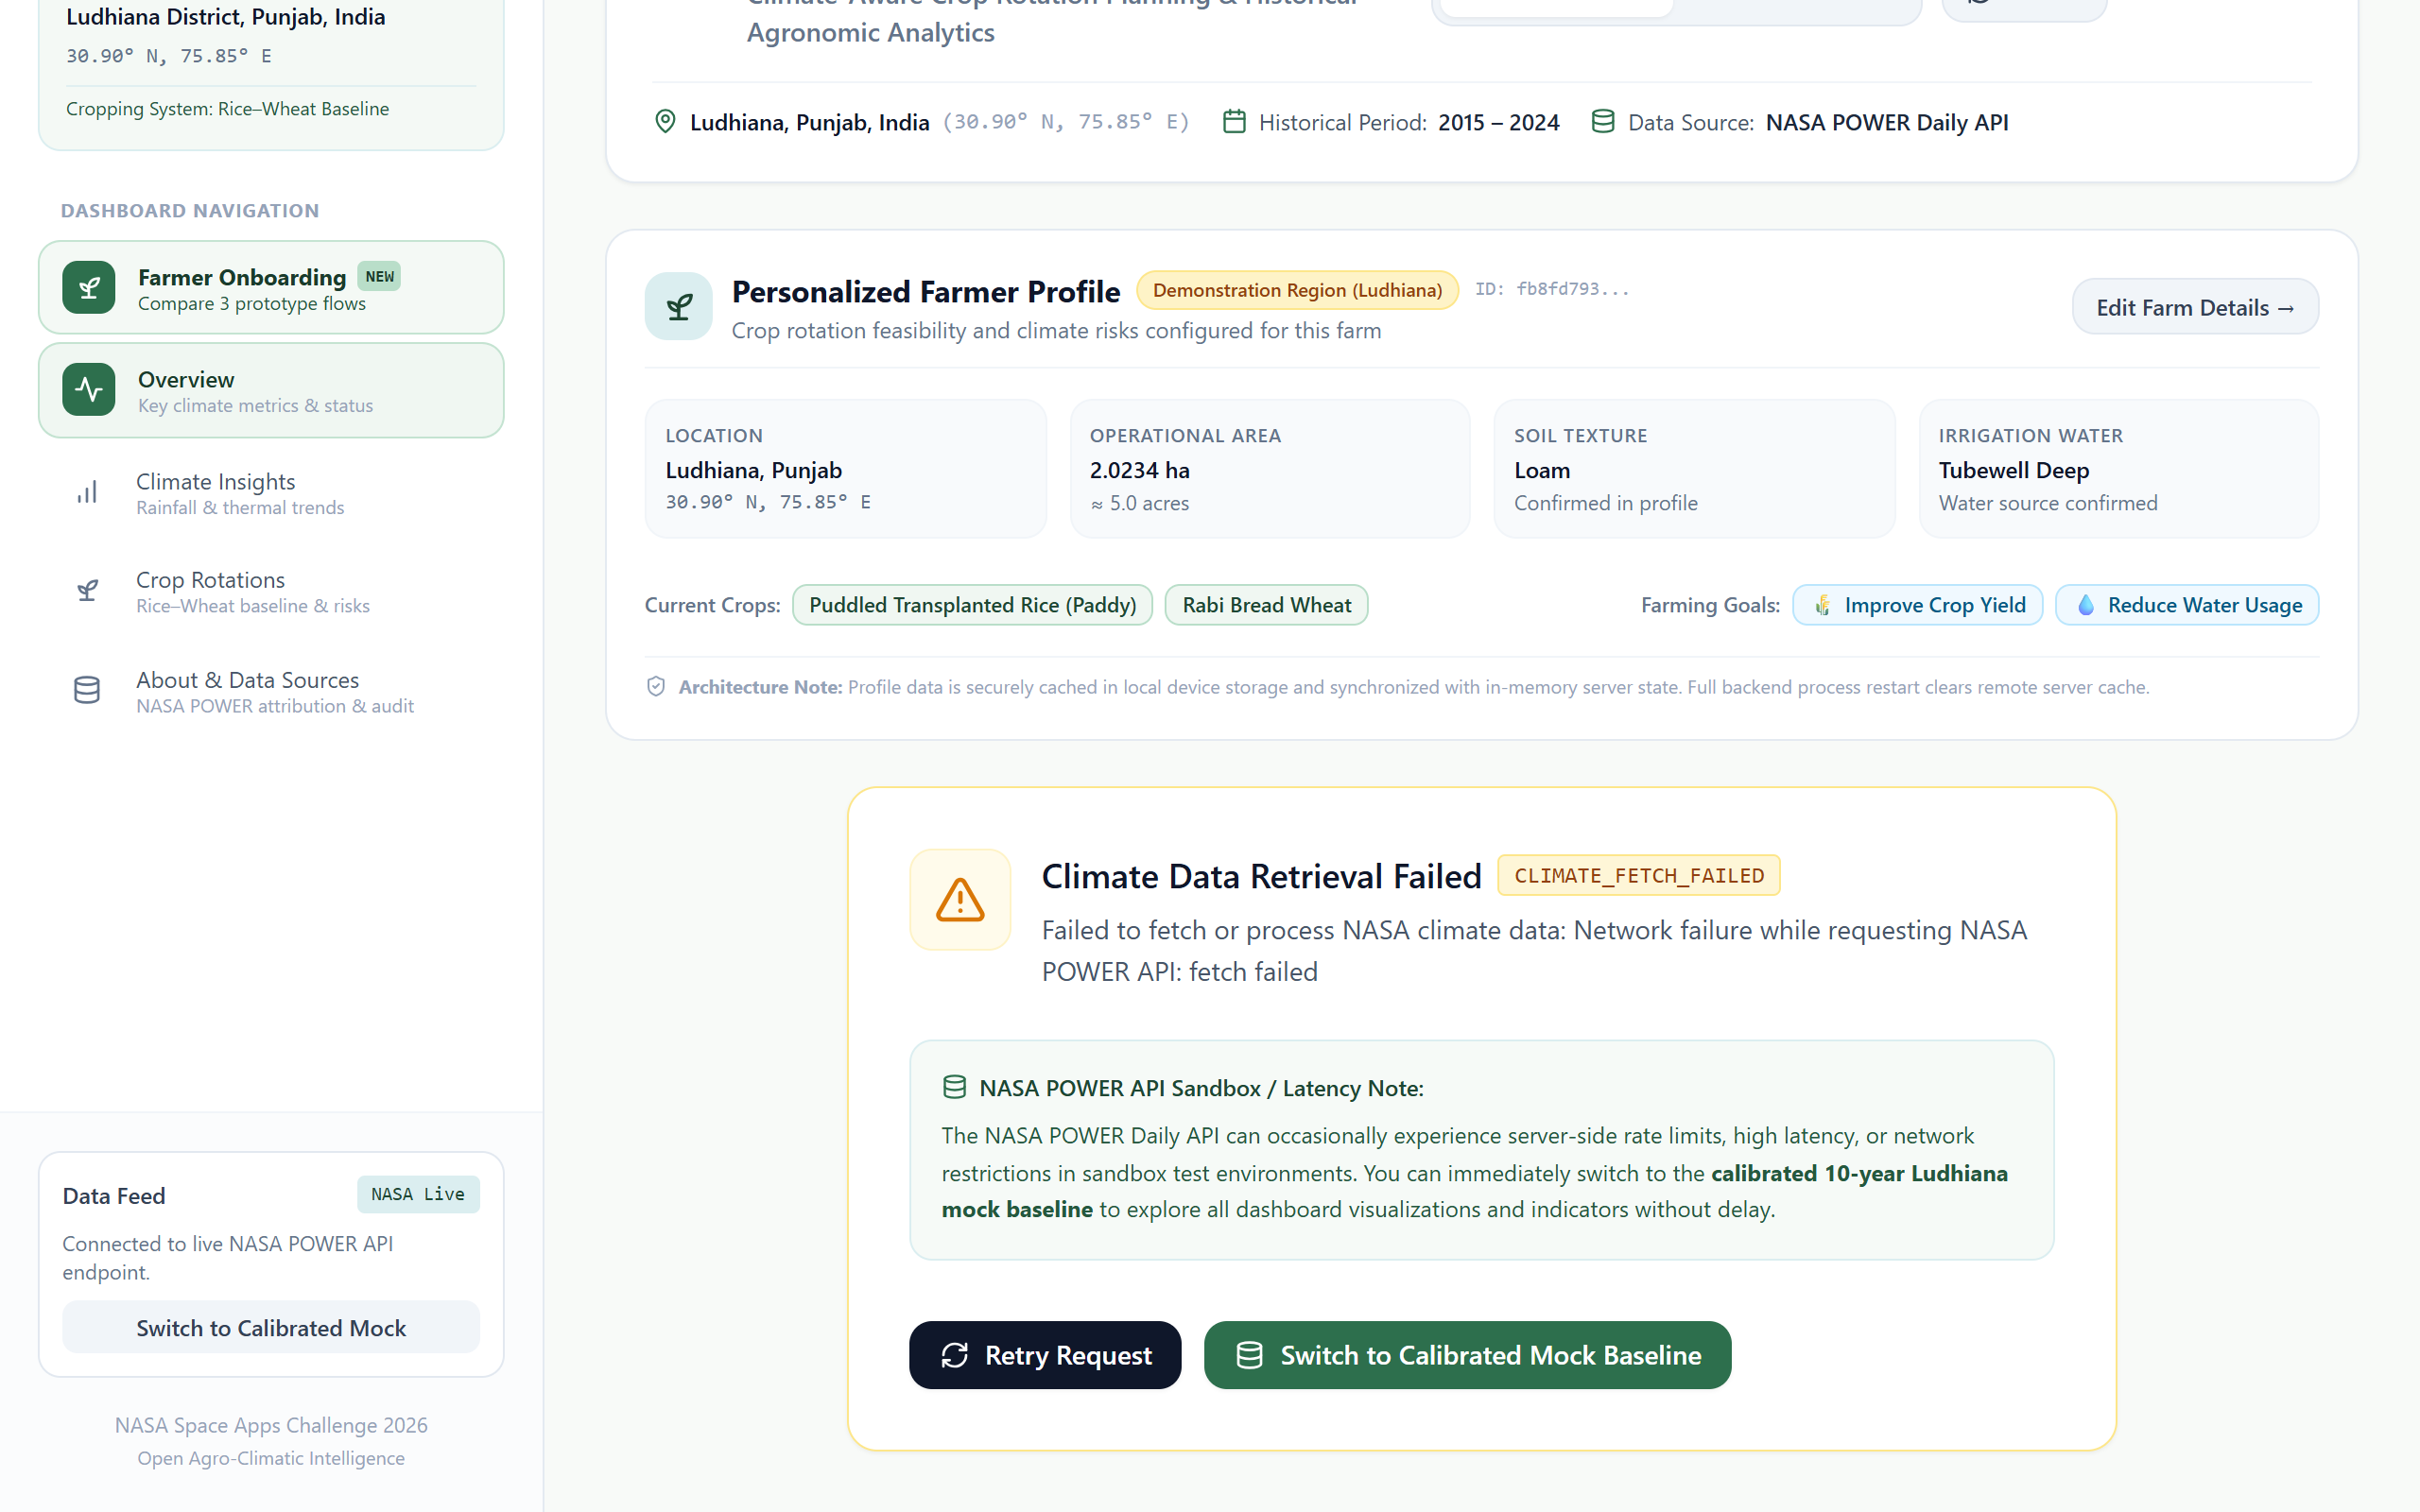 Ludhiana District, Punjab, India
30.90° N, 75.85° E
Cropping System: Rice–Wheat Baseline
DASHBOARD NAVIGATION
Farmer Onboarding NEW
Compare 3 prototype flows
Overview
Key climate metrics & status
Climate Insights
Rainfall & thermal trends
Crop Rotations
Rice–Wheat baseline & risks
About & Data Sources
NASA POWER attribution & audit
Data Feed NASA Live
Connected to live NASA POWER API
endpoint.
Switch to Calibrated Mock
NASA Space Apps Challenge 2026
Open Agro-Climatic Intelligence
Climate-Aware Crop Rotation Planning & Historical
Agronomic Analytics
Ludhiana, Punjab, India (30.90° N, 75.85° E) Historical Period: 2015 – 2024 Data Source: NASA POWER Daily API
Personalized Farmer Profile Demonstration Region (Ludhiana) ID: fb8fd793...
Crop rotation feasibility and climate risks configured for this farm
Edit Farm Details →
LOCATION
Ludhiana, Punjab
30.90° N, 75.85° E
OPERATIONAL AREA
2.0234 ha
≈ 5.0 acres
SOIL TEXTURE
Loam
Confirmed in profile
IRRIGATION WATER
Tubewell Deep
Water source confirmed
Current Crops: Puddled Transplanted Rice (Paddy) Rabi Bread Wheat
Farming Goals: 🌾 Improve Crop Yield 💧 Reduce Water Usage
Architecture Note: Profile data is securely cached in local device storage and synchronized with in-memory server state. Full backend process restart clears remote server cache.
Climate Data Retrieval Failed CLIMATE_FETCH_FAILED
Failed to fetch or process NASA climate data: Network failure while requesting NASA
POWER API: fetch failed
NASA POWER API Sandbox / Latency Note:
The NASA POWER Daily API can occasionally experience server-side rate limits, high latency, or network
restrictions in sandbox test environments. You can immediately switch to the calibrated 10-year Ludhiana
mock baseline to explore all dashboard visualizations and indicators without delay.
Retry Request
Switch to Calibrated Mock Baseline